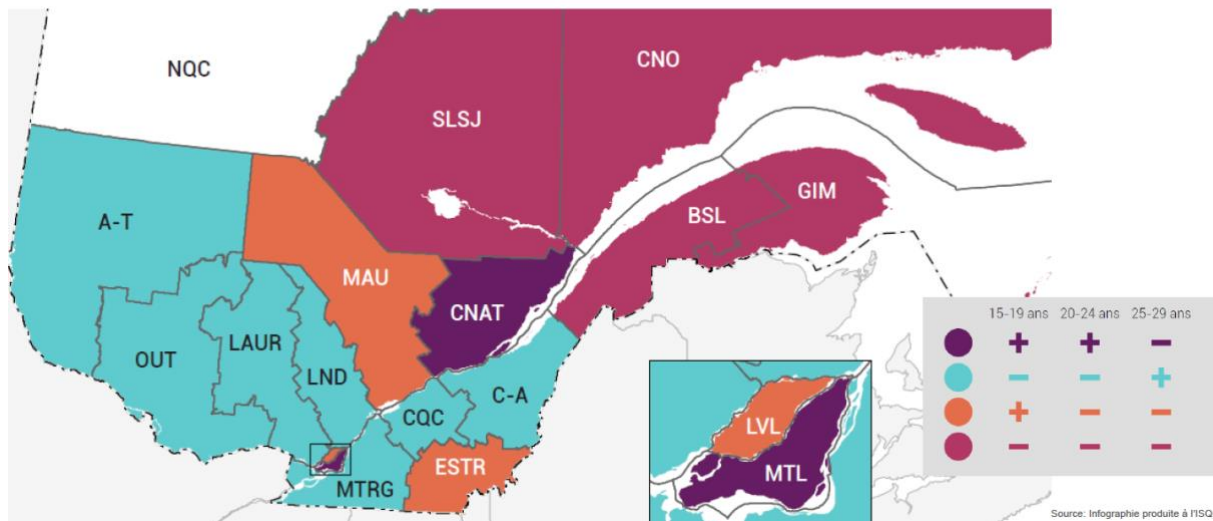 NQC
CNO
SLSJ
GIM
BSL
A-T
MAU
CNAT
LAUR
OUT
LND
C-A
CQC
LVL
ESTR
MTL
MTRG
15-19 ans 20-24 ans 25-29 ans
+ + −
− − +
+ − −
− − −
Source: Infographie produite à l'ISQ